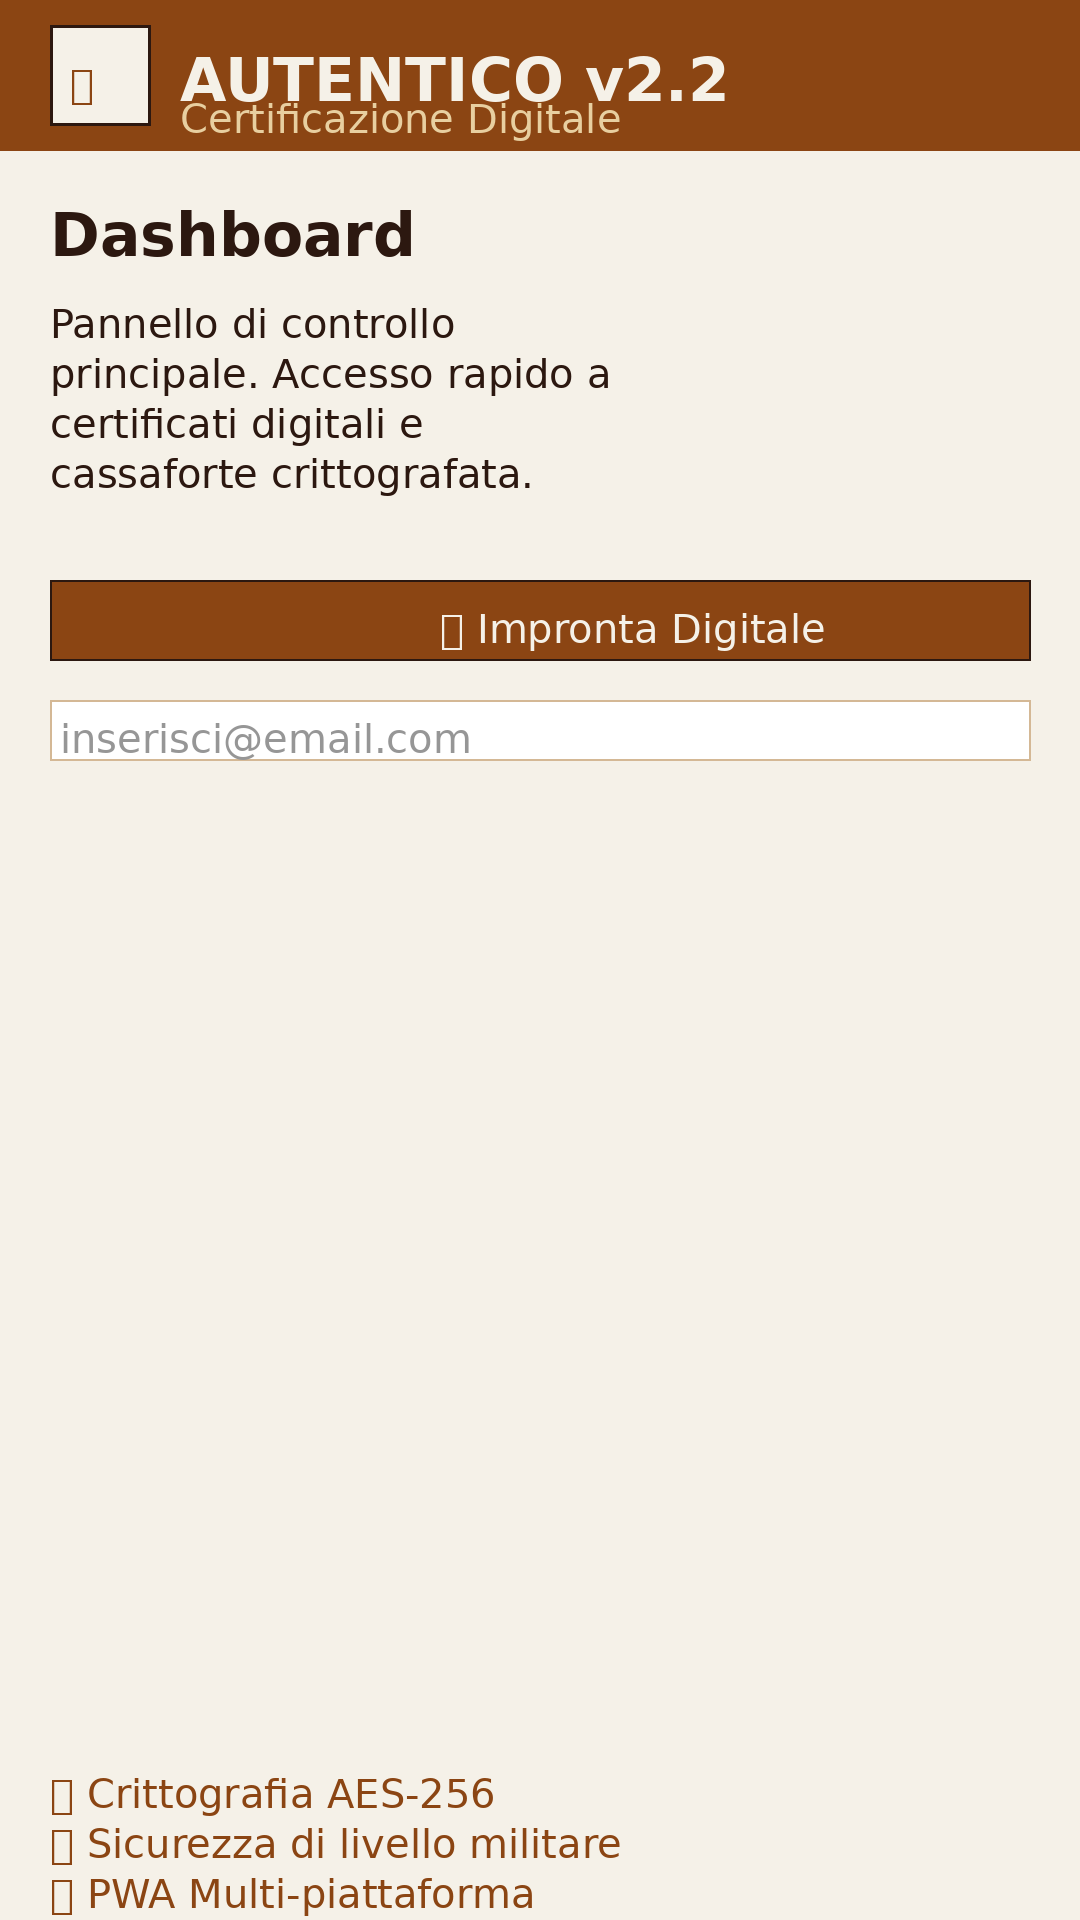 AUTENTICO v2.2
Certificazione Digitale
Dashboard
Pannello di controllo
principale. Accesso rapido a
certificati digitali e
cassaforte crittografata.
Impronta Digitale
inserisci@email.com
Crittografia AES-256
Sicurezza di livello militare
PWA Multi-piattaforma